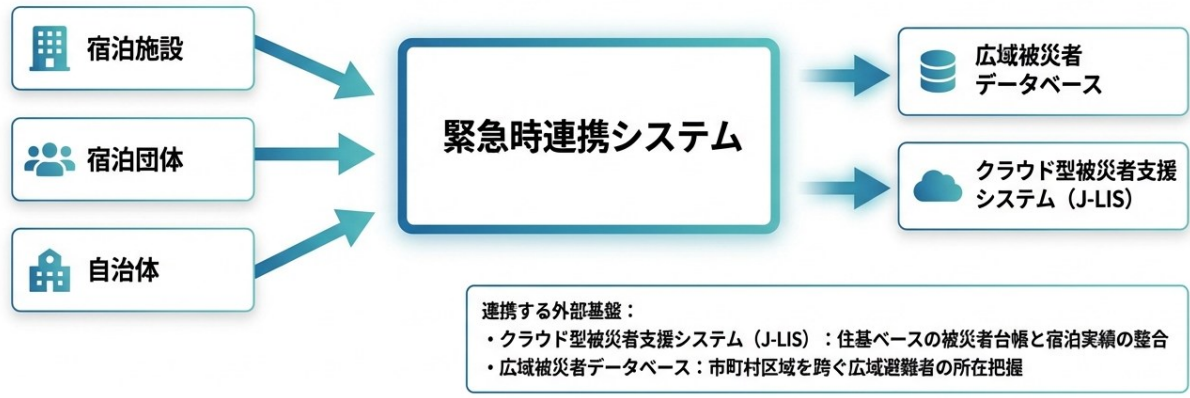 宿泊施設
宿泊団体
自治体
緊急時連携システム
広域被災者
データベース
クラウド型被災者支援
システム（J-LIS）
連携する外部基盤：
・クラウド型被災者支援システム（J-LIS）：住基ベースの被災者台帳と宿泊実績の整合
・広域被災者データベース：市町村区域を跨ぐ広域避難者の所在把握